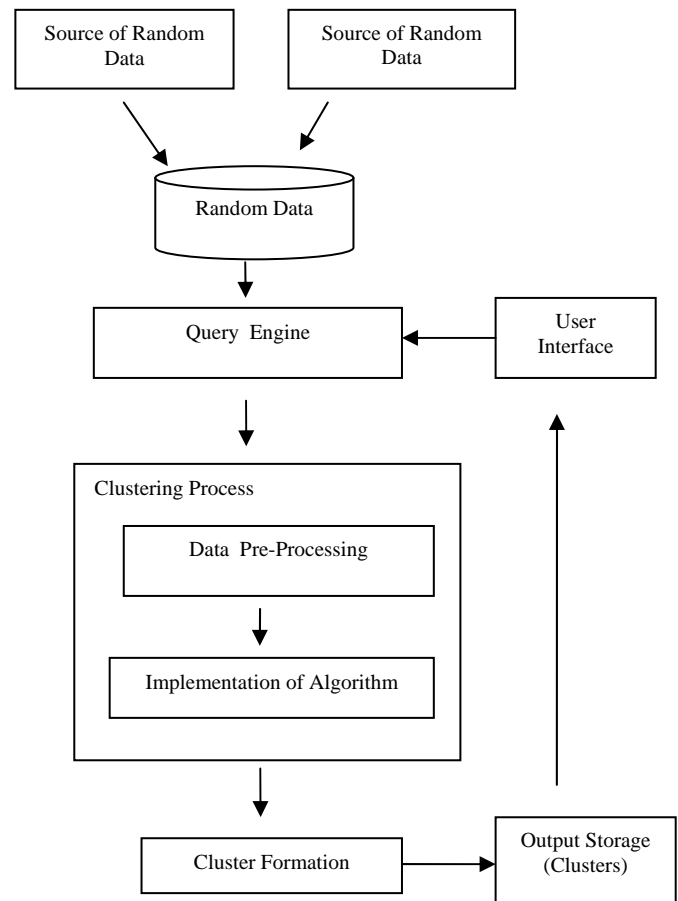 Source of Random
Data
Source of Random
Data
Random Data
Query Engine
User
Interface
Clustering Process
Data Pre-Processing
Implementation of Algorithm
Cluster Formation
Output Storage
(Clusters)